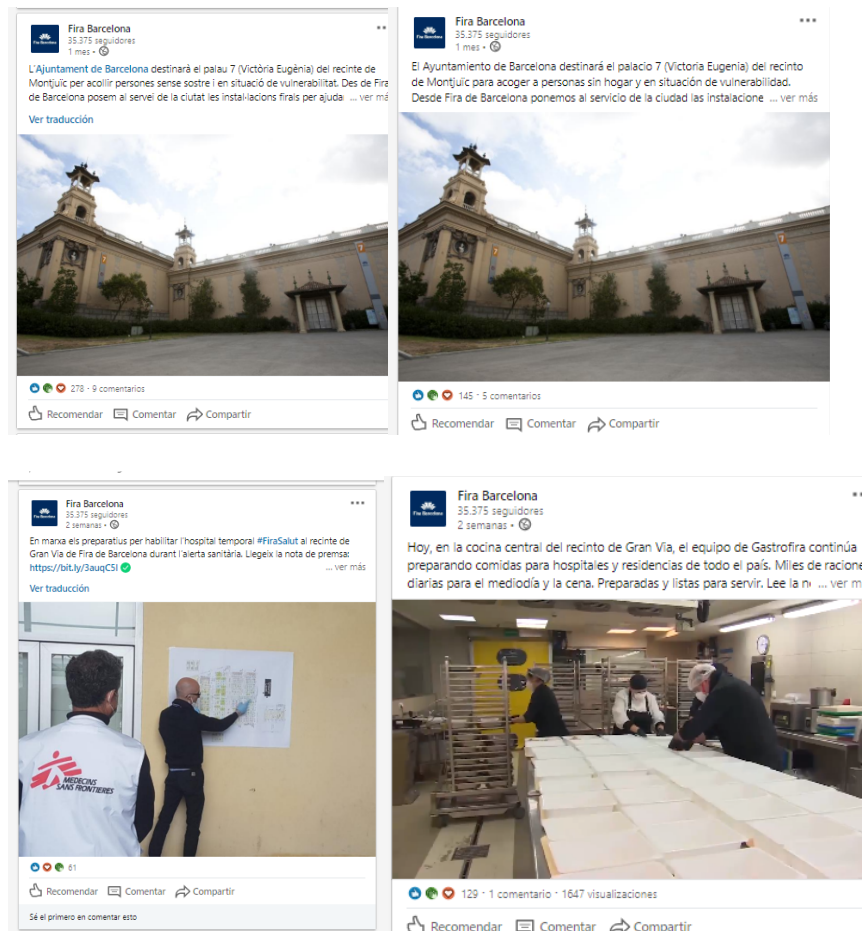 Fira Barcelona
35.375 seguidores
1 mes •
L'Ajuntament de Barcelona destinarà el palau 7 (Victòria Eugènia) del recinte de
Montjuïc per acollir persones sense sostre i en situació de vulnerabilitat. Des de Fira
de Barcelona posem al servei de la ciutat les instal·lacions firals per ajuda ... ver má
Ver traducción
7
7
278 · 9 comentarios
Recomendar Comentar Compartir
Fira Barcelona
35.375 seguidores
1 mes •
El Ayuntamiento de Barcelona destinará el palacio 7 (Victoria Eugenia) del recinto
de Montjuïc para acoger a personas sin hogar y en situación de vulnerabilidad.
Desde Fira de Barcelona ponemos al servicio de la ciudad las instalacione ... ver más
7
7
145 · 5 comentarios
Recomendar Comentar Compartir
Fira Barcelona
35.375 seguidores
2 semanas •
En marxa els preparatius per habilitar l'hospital temporal #FiraSalut al recinte de
Gran Via de Fira de Barcelona durant l'alerta sanitària. Llegeix la nota de premsa:
https://bit.ly/3auqC5l ... ver más
Ver traducción
MEDECINS
SANS FRONTIERES
61
Recomendar Comentar Compartir
Sé el primero en comentar esto
Fira Barcelona
35.375 seguidores
2 semanas •
Hoy, en la cocina central del recinto de Gran Via, el equipo de Gastrofira continúa
preparando comidas para hospitales y residencias de todo el país. Miles de racione
diarias para el mediodía y la cena. Preparadas y listas para servir. Lee la n ... ver m
129 · 1 comentario · 1647 visualizaciones
Recomendar Comentar Compartir